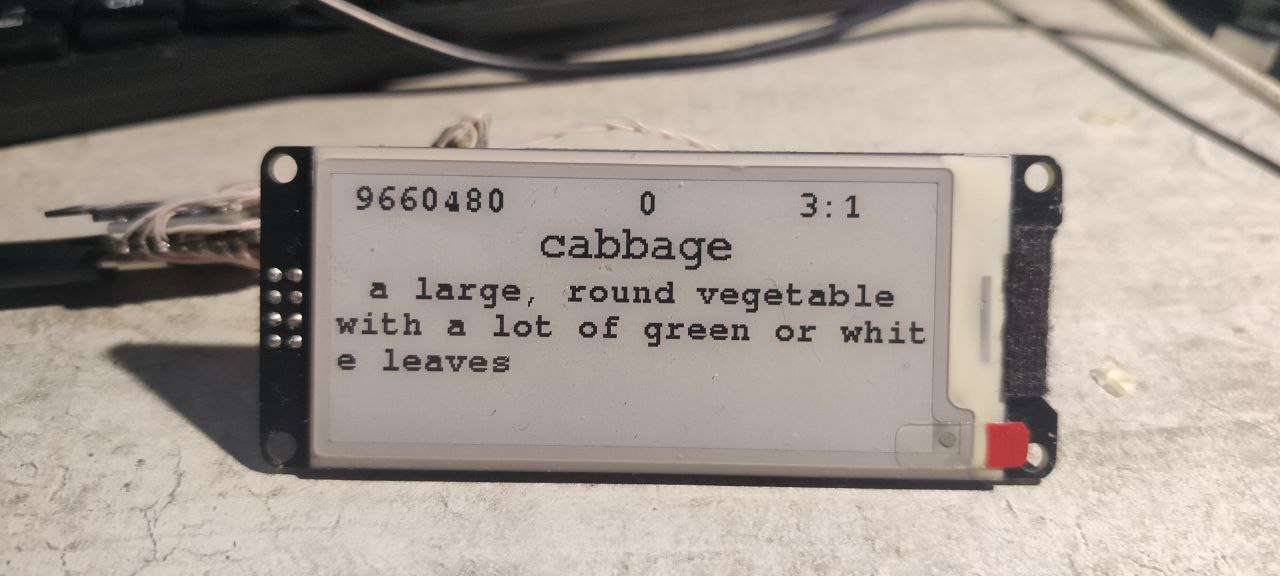 9660480 0 3:1
cabbage
a large, round vegetable
with a lot of green or whit
e leaves